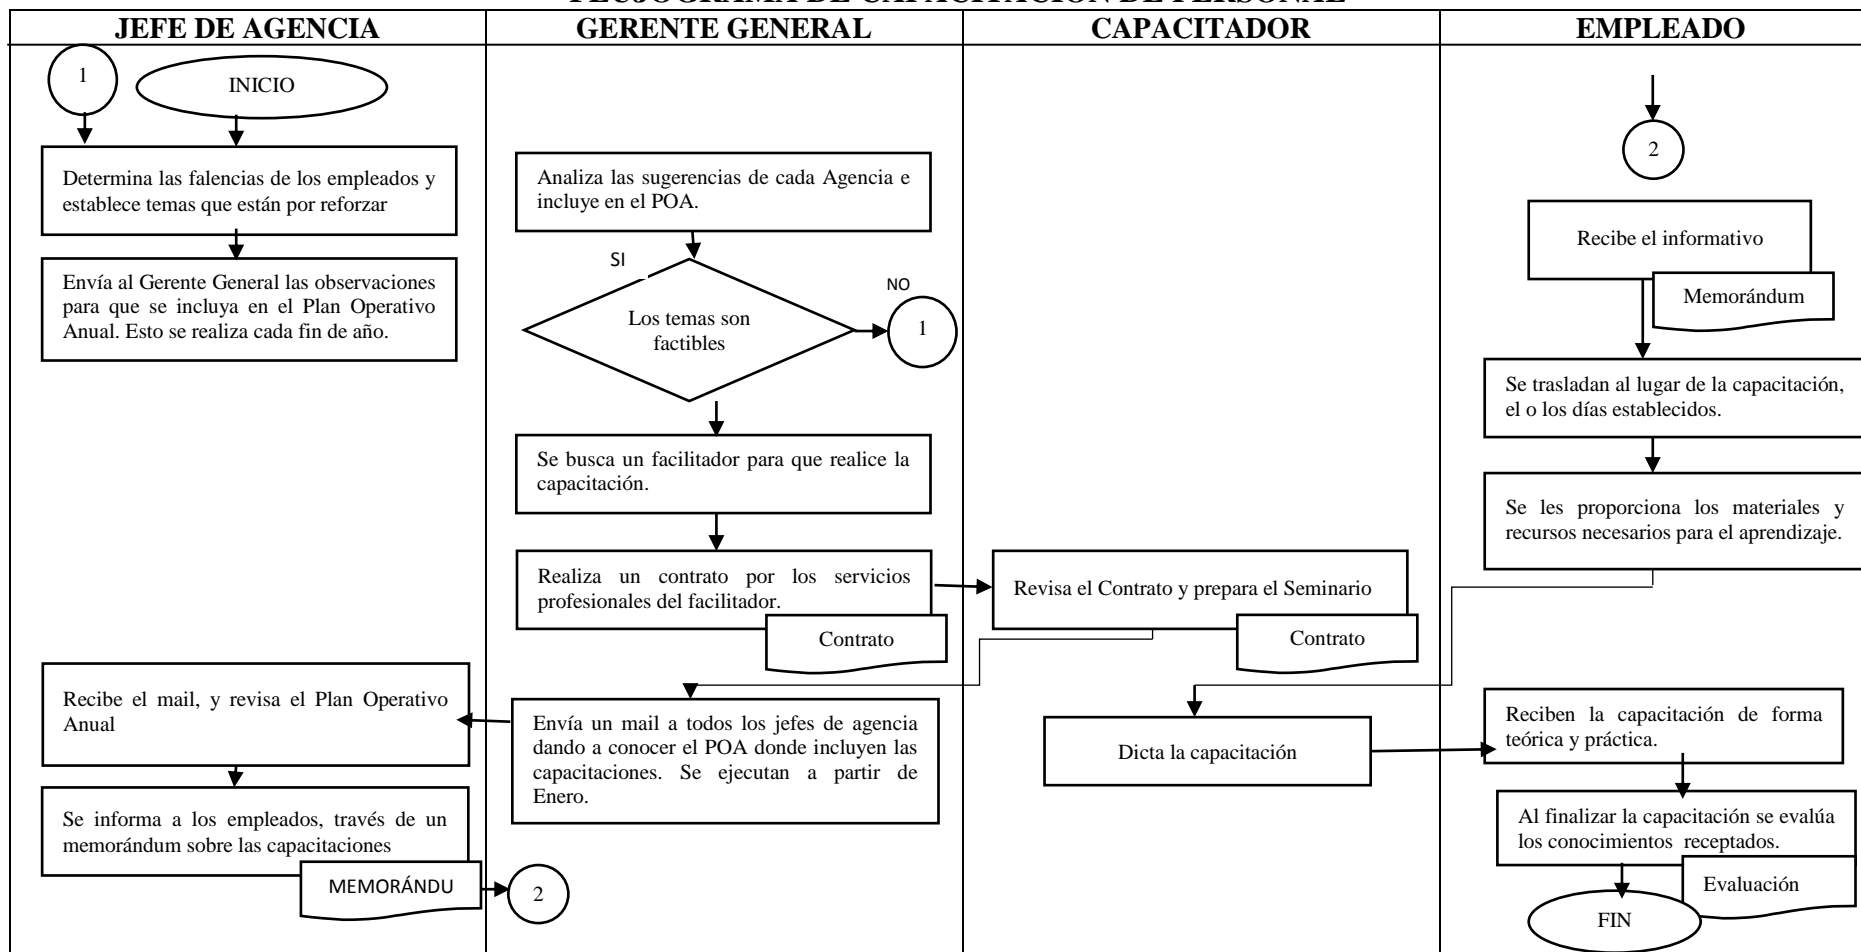 FLUJOGRAMA DE CAPACITACIÓN DE PERSONAL
JEFE DE AGENCIA
GERENTE GENERAL
CAPACITADOR
EMPLEADO
1
INICIO
Determina las falencias de los empleados y
establece temas que están por reforzar
Envía al Gerente General las observaciones
para que se incluya en el Plan Operativo
Anual. Esto se realiza cada fin de año.
Recibe el mail, y revisa el Plan Operativo
Anual
Se informa a los empleados, través de un
memorándum sobre las capacitaciones
MEMORÁNDU
2
Analiza las sugerencias de cada Agencia e
incluye en el POA.
SI
Los temas son
factibles
NO
1
Se busca un facilitador para que realice la
capacitación.
Realiza un contrato por los servicios
profesionales del facilitador.
Contrato
Envía un mail a todos los jefes de agencia
dando a conocer el POA donde incluyen las
capacitaciones. Se ejecutan a partir de
Enero.
Revisa el Contrato y prepara el Seminario
Contrato
Dicta la capacitación
2
Recibe el informativo
Memorándum
Se trasladan al lugar de la capacitación,
el o los días establecidos.
Se les proporciona los materiales y
recursos necesarios para el aprendizaje.
Reciben la capacitación de forma
teórica y práctica.
Al finalizar la capacitación se evalúa
los conocimientos receptados.
Evaluación
FIN